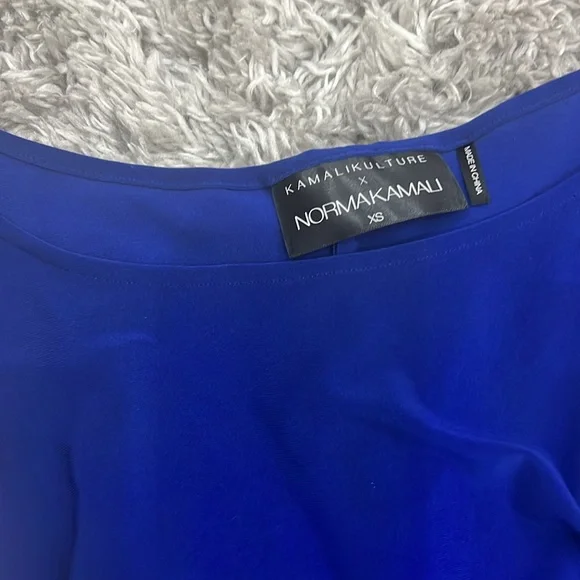 KAMALIKULTURE
X
NORMAKAMALI
XS
MADE IN CHINA